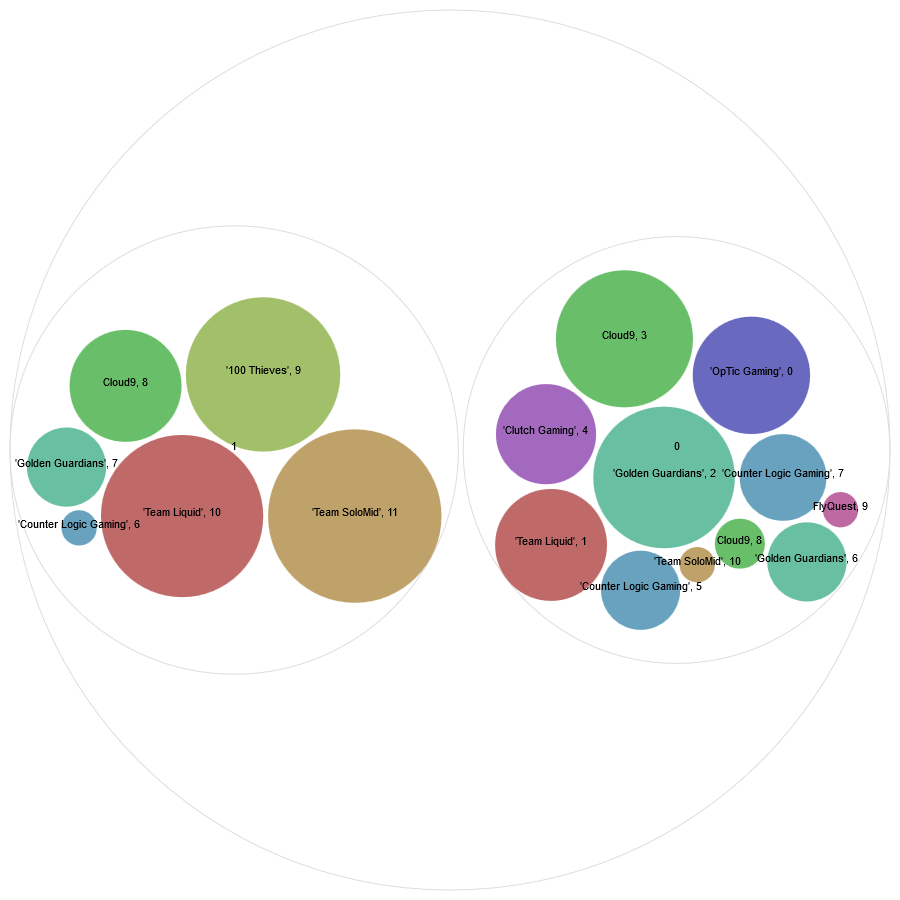 '100 Thieves', 9
Cloud9, 8
1
'Golden Guardians', 7
'Team Liquid', 10
'Team SoloMid', 11
'Counter Logic Gaming', 6
Cloud9, 3
'OpTic Gaming', 0
'Clutch Gaming', 4
0
'Golden Guardians', 2
'Counter Logic Gaming', 7
FlyQuest, 9
'Team Liquid', 1
Cloud9, 8
'Team SoloMid', 10
'Golden Guardians', 6
'Counter Logic Gaming', 5